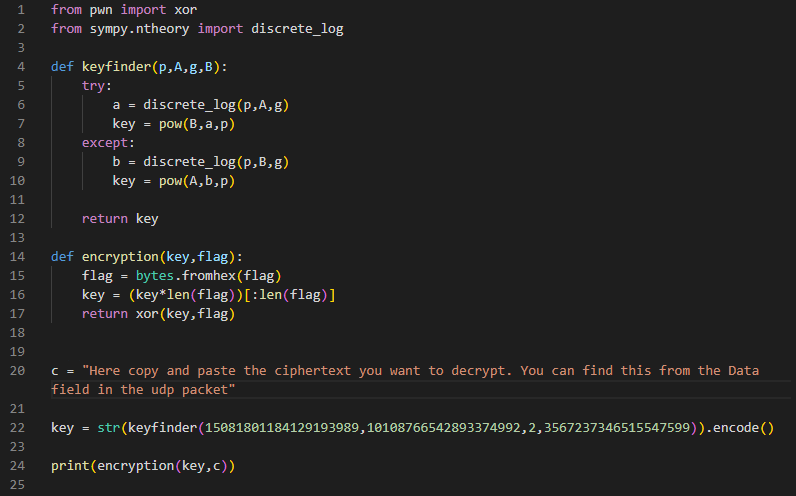 1 from pwn import xor
2 from sympy.ntheory import discrete_log
3
4 def keyfinder(p,A,g,B):
5     try:
6         a = discrete_log(p,A,g)
7         key = pow(B,a,p)
8     except:
9         b = discrete_log(p,B,g)
10         key = pow(A,b,p)
11
12     return key
13
14 def encryption(key,flag):
15     flag = bytes.fromhex(flag)
16     key = (key*len(flag))[:len(flag)]
17     return xor(key,flag)
18
19
20 c = "Here copy and paste the ciphertext you want to decrypt. You can find this from the Data
field in the udp packet"
21
22 key = str(keyfinder(15081801184129193989,10108766542893374992,2,3567237346515547599)).encode()
23
24 print(encryption(key,c))
25